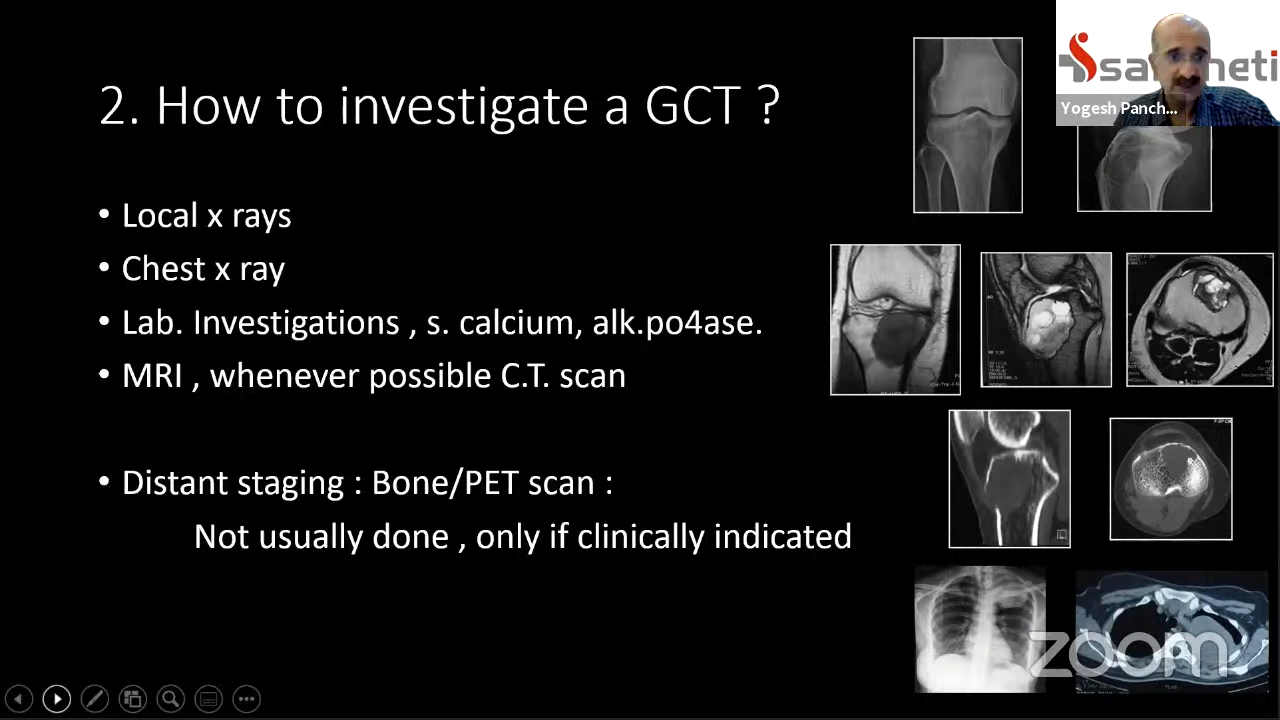 2. How to investigate a GCT ?
Yogesh Panch...
• Local x rays
• Chest x ray
• Lab. Investigations , s. calcium, alk.po4ase.
• MRI , whenever possible C.T. scan
• Distant staging : Bone/PET scan :
Not usually done , only if clinically indicated
zoom